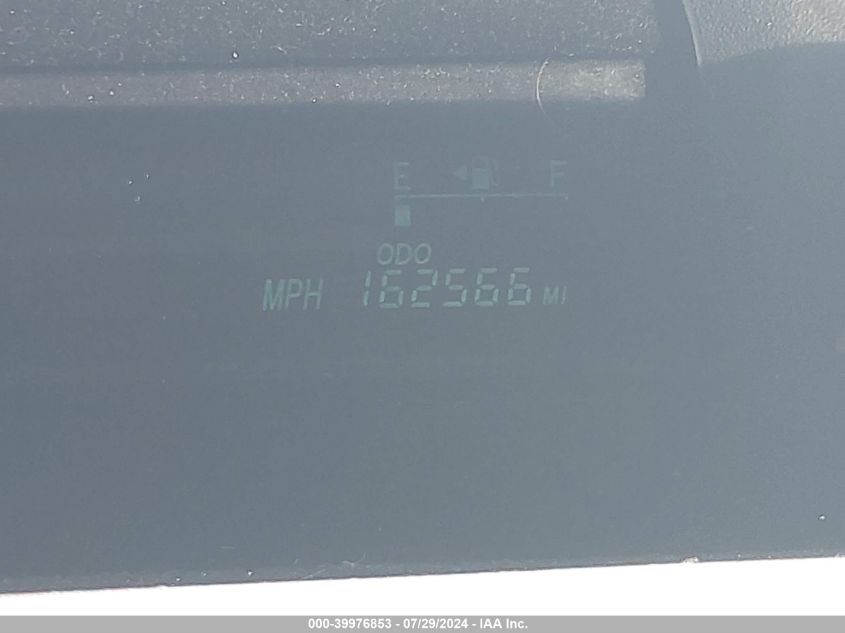 E F
ODO
MPH 162566 MI
000-39976853 - 07/29/2024 - IAA Inc.